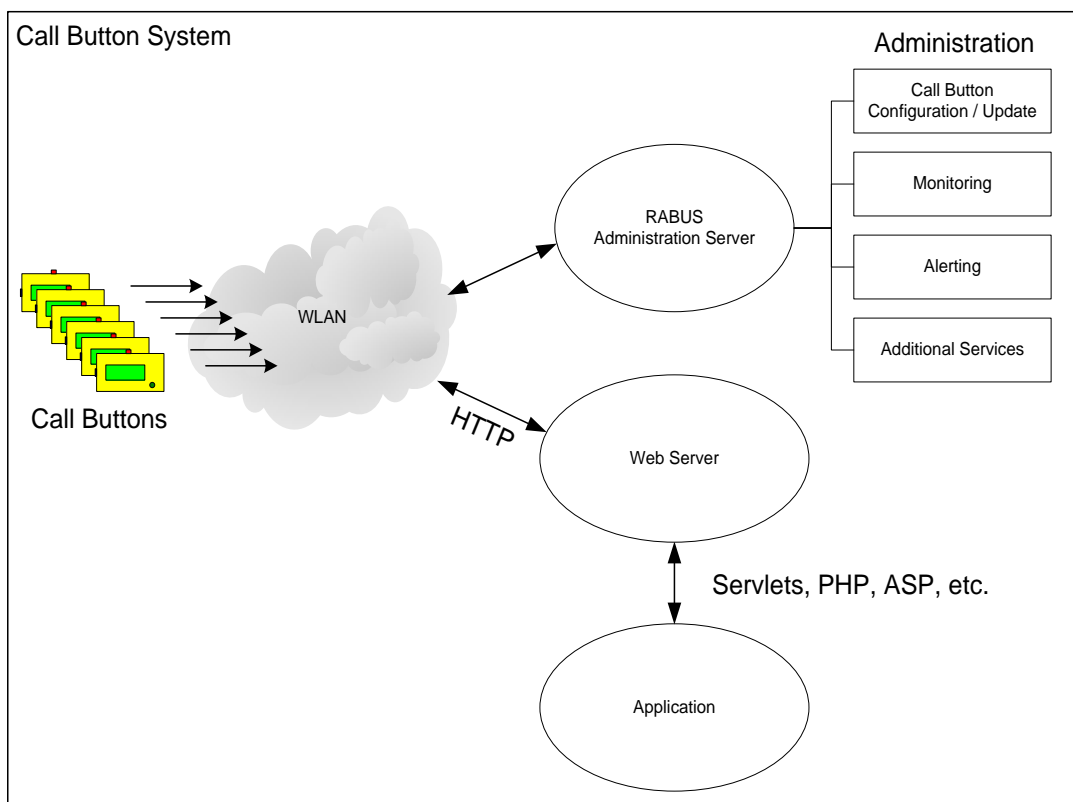 Call Button System
Administration
Call Button
Configuration / Update
Monitoring
RABUS
Administration Server
Alerting
WLAN
Additional Services
Call Buttons
HTTP
Web Server
Servlets, PHP, ASP, etc.
Application